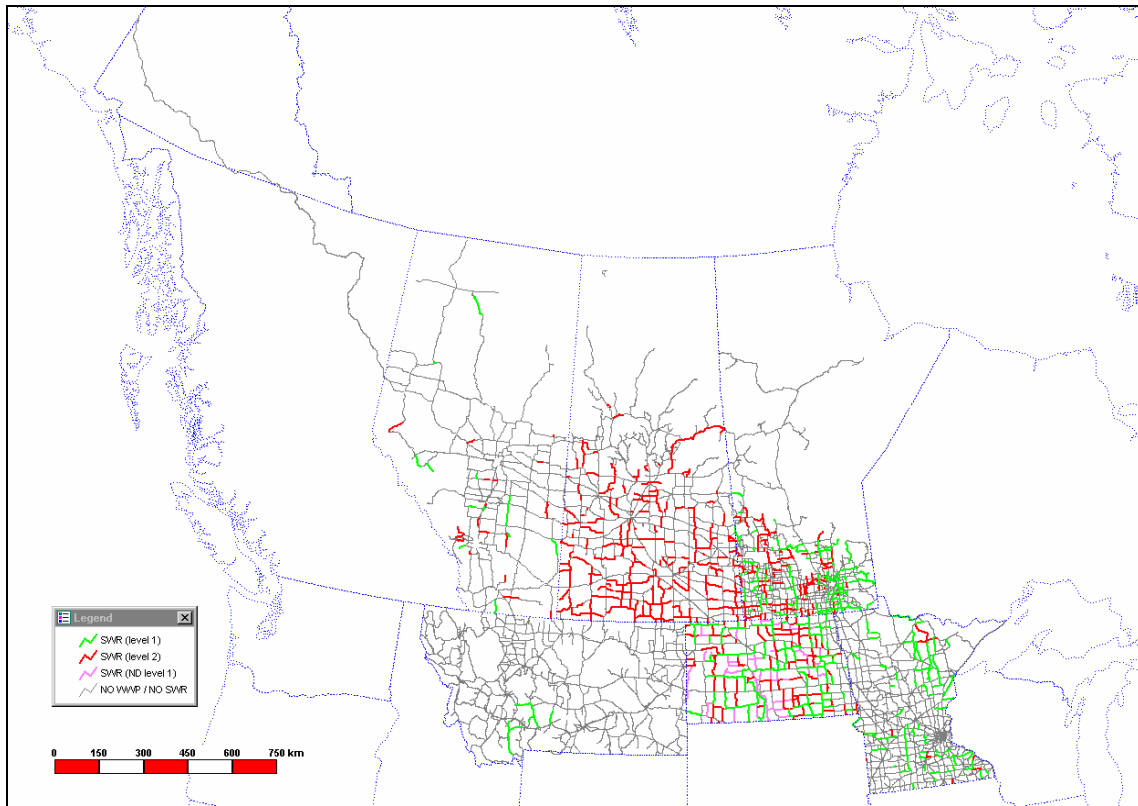 Legend
SWR (level 1)
SWR (level 2)
SWR (ND level 1)
NO WWP / NO SWR
0 150 300 450 600 750 km